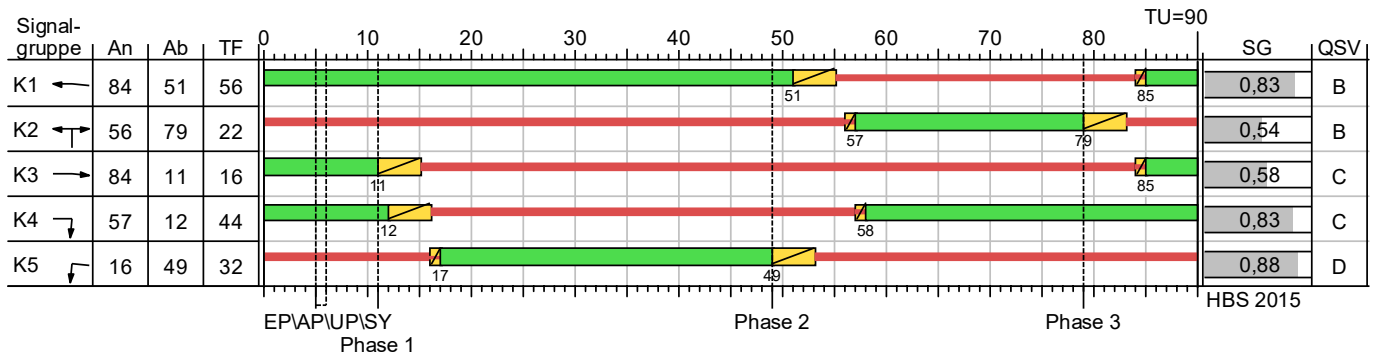 TU=90
Signal-
gruppe An Ab TF 0 10 20 30 40 50 60 70 80 SG QSV
K1 84 51 56 51 85 0,83 B
K2 56 79 22 57 79 0,54 B
K3 84 11 16 11 85 0,58 C
K4 57 12 44 12 58 0,83 C
K5 16 49 32 17 49 0,88 D
HBS 2015
EP\AP\UP\SY Phase 2 Phase 3
Phase 1